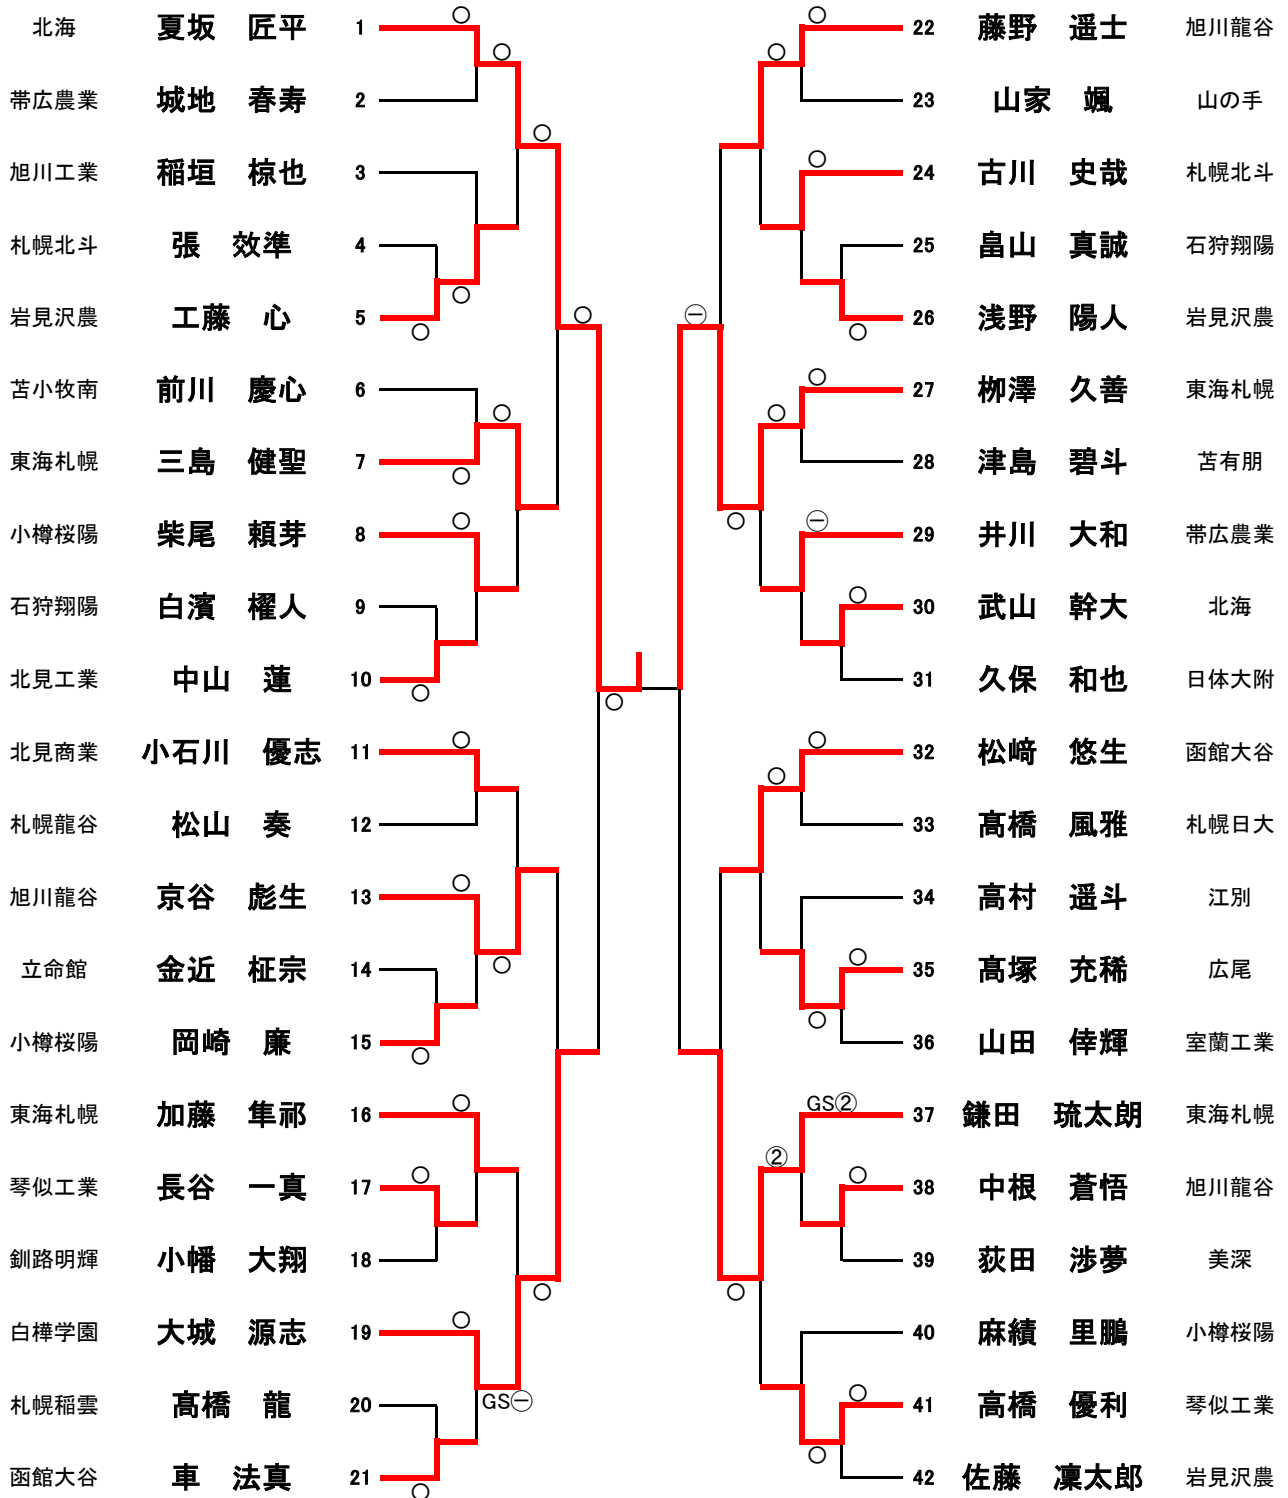 北海 夏坂 匠平 1
帯広農業 城地 春寿 2
旭川工業 稲垣 椋也 3
札幌北斗 張 效準 4
岩見沢農 工藤 心 5
苫小牧南 前川 慶心 6
東海札幌 三島 健聖 7
小樽桜陽 柴尾 頼芽 8
石狩翔陽 白濱 櫂人 9
北見工業 中山 蓮 10
北見商業 小石川 優志 11
札幌龍谷 松山 奏 12
旭川龍谷 京谷 彪生 13
立命館 金近 柾宗 14
小樽桜陽 岡崎 廉 15
東海札幌 加藤 隼祁 16
琴似工業 長谷 一真 17
釧路明輝 小幡 大翔 18
白樺学園 大城 源志 19
札幌稲雲 髙橋 龍 20
GS㊀
函館大谷 車 法真 21
22 藤野 遥士 旭川龍谷
23 山家 颯 山の手
24 古川 史哉 札幌北斗
25 畠山 真誠 石狩翔陽
26 浅野 陽人 岩見沢農
㊀
27 栁澤 久善 東海札幌
28 津島 碧斗 苫有朋
㊀
29 井川 大和 帯広農業
30 武山 幹大 北海
31 久保 和也 日体大附
32 松﨑 悠生 函館大谷
33 髙橋 風雅 札幌日大
34 高村 遥斗 江別
35 髙塚 充稀 広尾
36 山田 倖輝 室蘭工業
GS②
37 鎌田 琉太朗 東海札幌
②
38 中根 蒼悟 旭川龍谷
39 荻田 渉夢 美深
40 麻績 里鵬 小樽桜陽
41 高橋 優利 琴似工業
42 佐藤 凜太郎 岩見沢農